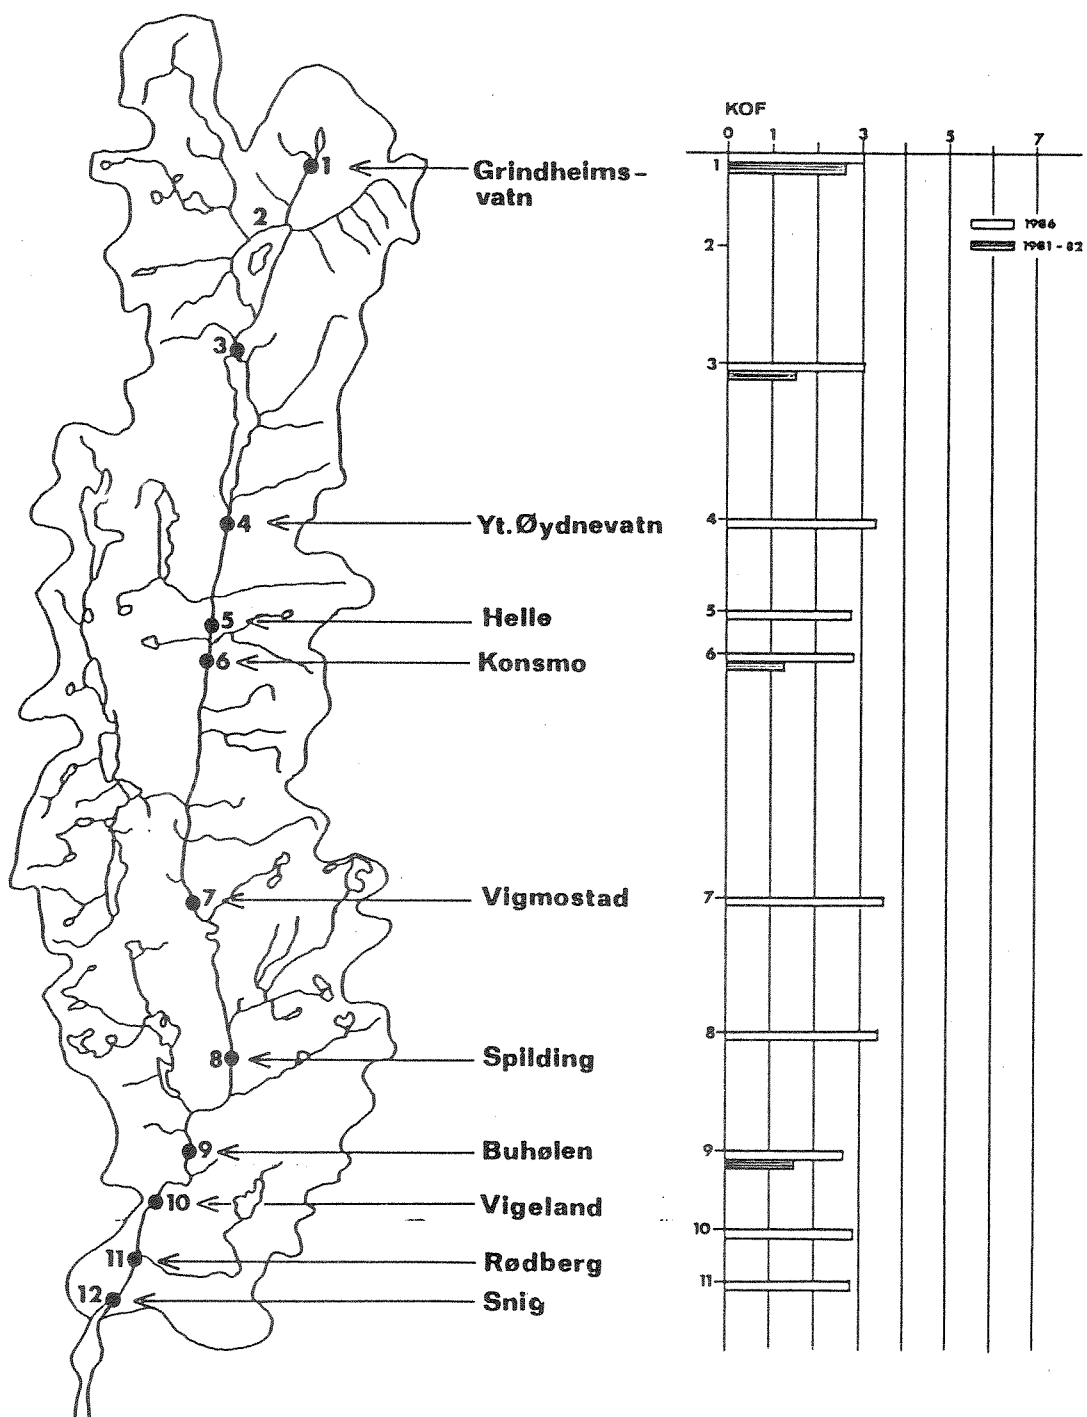 KOF
0 1 3 5 7
1
Grindheims-
vatn
2
3
4
Yt.Øydnevatn
5
Helle
6
Konsmo
7
Vigmostad
8
Spilding
9
Buhølen
10
Vigeland
11
Rødberg
12
Snig
1
1986
2
1981-82
3
4
5
6
7
8
9
10
11